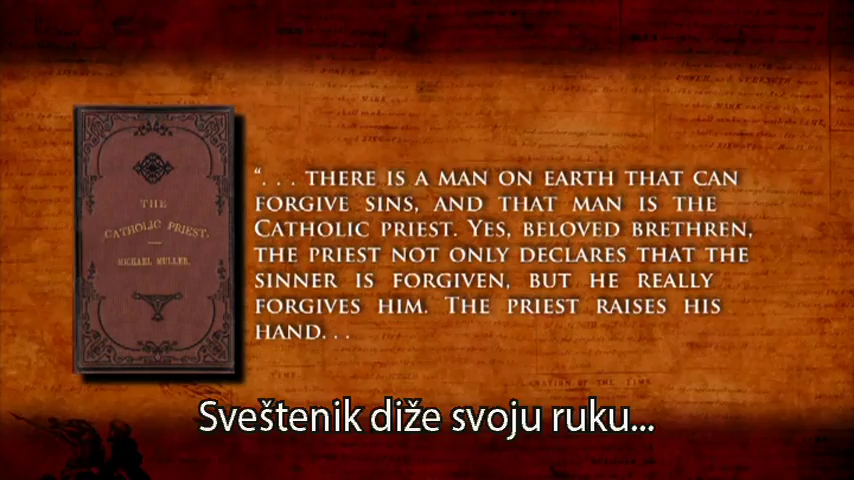 THE
CATHOLIC PRIEST.
MICHAEL MULLER.
“. . . THERE IS A MAN ON EARTH THAT CAN
FORGIVE SINS, AND THAT MAN IS THE
CATHOLIC PRIEST. YES, BELOVED BRETHREN,
THE PRIEST NOT ONLY DECLARES THAT THE
SINNER IS FORGIVEN, BUT HE REALLY
FORGIVES HIM. THE PRIEST RAISES HIS
HAND. . .
Sveštenik diže svoju ruku...